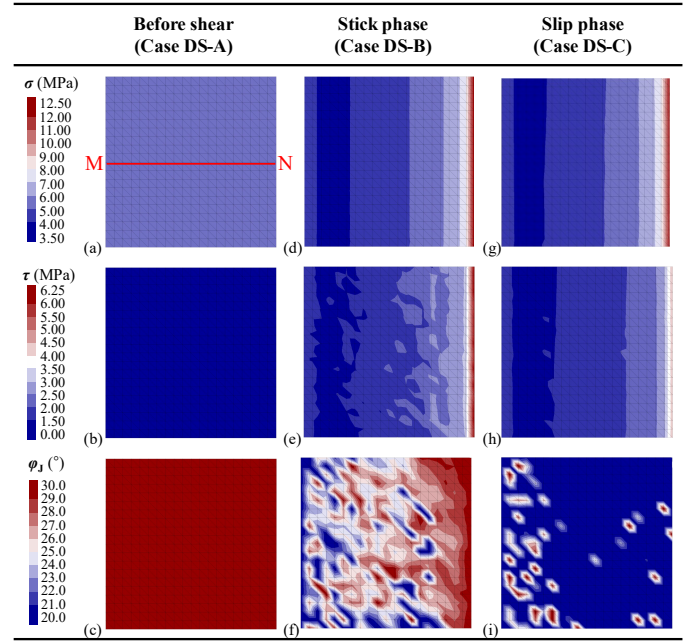 Before shear
(Case DS-A)
Stick phase
(Case DS-B)
Slip phase
(Case DS-C)
σ (MPa)
12.50
11.00
10.00
9.00
8.00
7.00
6.00
5.00
4.00
3.50
M
N
(a)
(d)
(g)
τ (MPa)
6.25
6.00
5.50
4.50
4.00
3.50
3.00
2.50
2.00
1.50
0.00
(b)
(e)
(h)
φJ (°)
30.0
29.0
28.0
27.0
26.0
25.0
24.0
23.0
22.0
21.0
20.0
(c)
(f)
(i)